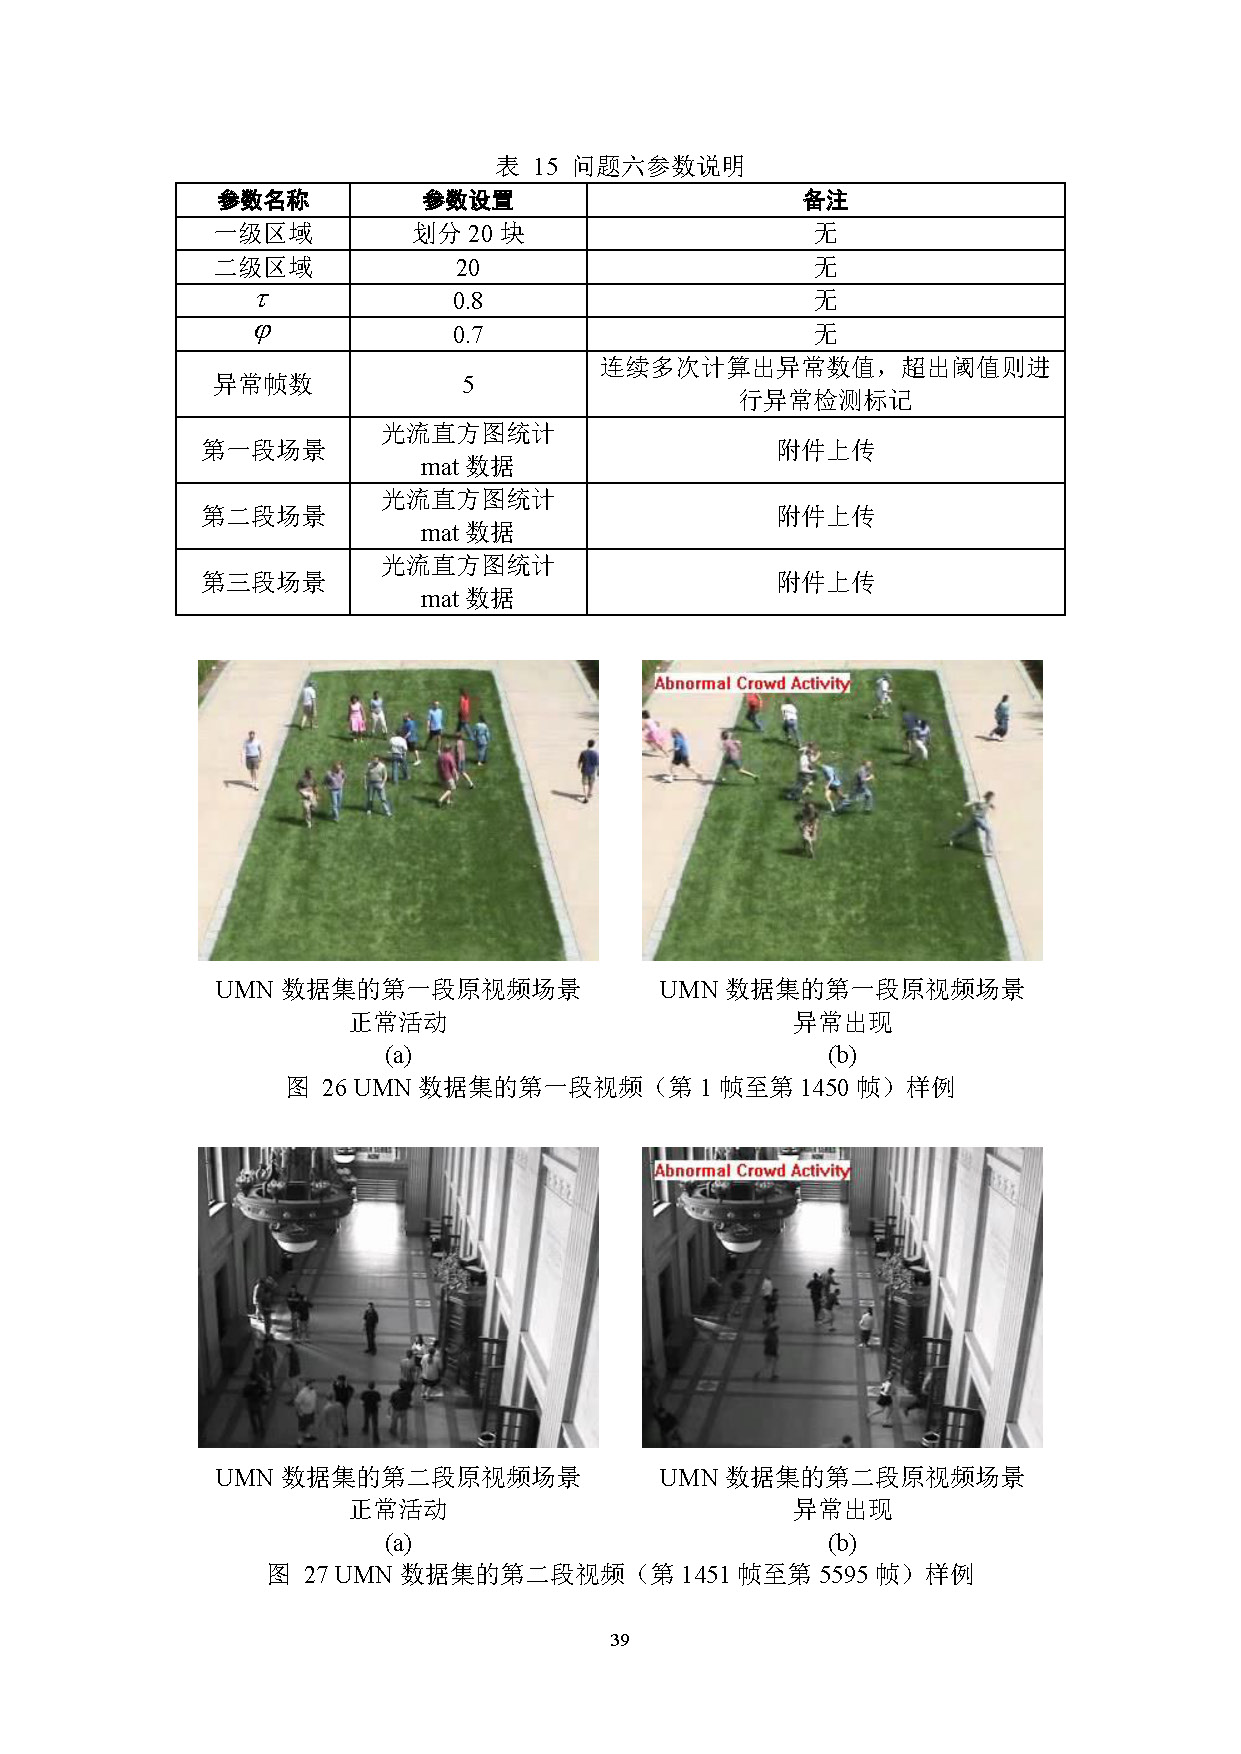 表 15 问题六参数说明
参数名称 参数设置 备注
一级区域 划分 20 块 无
二级区域 20 无
τ 0.8 无
φ 0.7 无
异常帧数 5 连续多次计算出异常数值，超出阈值则进
行异常检测标记
第一段场景 光流直方图统计
mat 数据 附件上传
第二段场景 光流直方图统计
mat 数据 附件上传
第三段场景 光流直方图统计
mat 数据 附件上传
Abnormal Crowd Activity
UMN 数据集的第一段原视频场景
正常活动
(a)
UMN 数据集的第一段原视频场景
异常出现
(b)
图 26 UMN 数据集的第一段视频（第 1 帧至第 1450 帧）样例
Abnormal Crowd Activity
UMN 数据集的第二段原视频场景
正常活动
(a)
UMN 数据集的第二段原视频场景
异常出现
(b)
图 27 UMN 数据集的第二段视频（第 1451 帧至第 5595 帧）样例
39